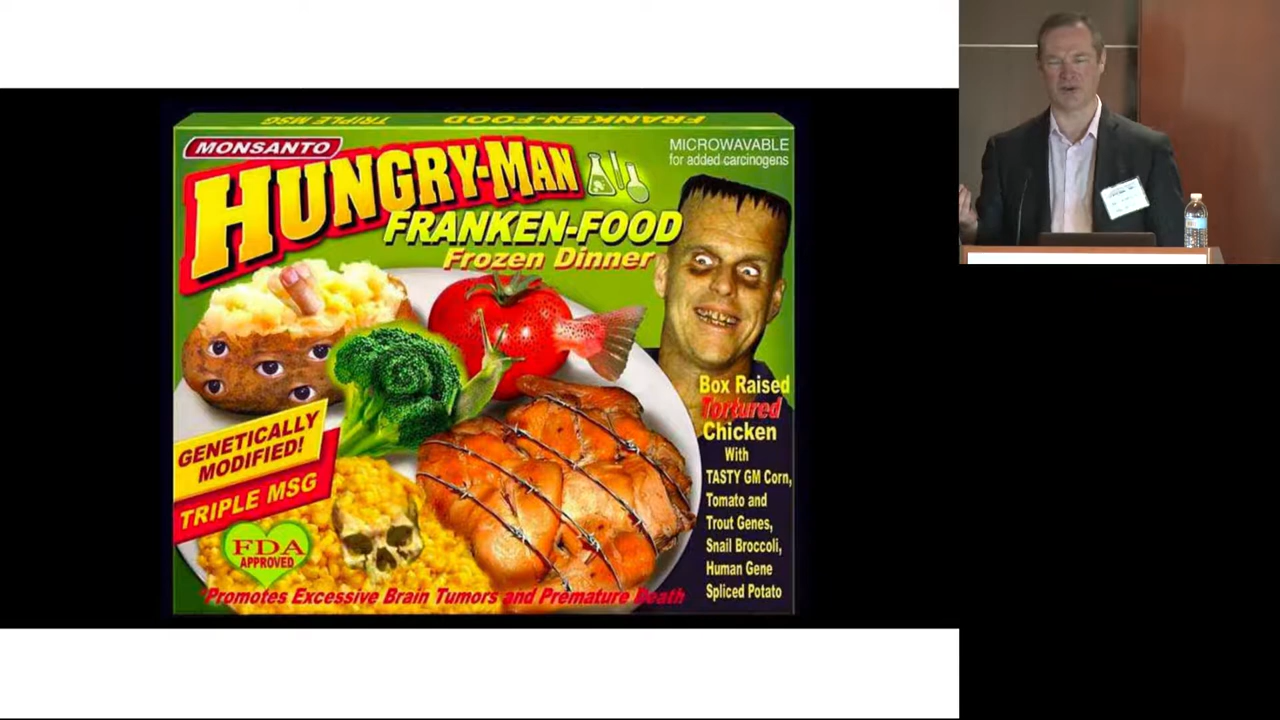 TRIPLE MSG FRANKEN-FOOD FRANKEN-FOOD
MONSANTO
HUNGRY-MAN
FRANKEN-FOOD
Frozen Dinner
MICROWAVABLE
for added carcinogens
Box Raised
Tortured
Chicken
With
TASTY GM Corn,
Tomato and
Trout Genes,
Snail Broccoli,
Human Gene
Spliced Potato
GENETICALLY
MODIFIED!
TRIPLE MSG
FDA
APPROVED
*Promotes Excessive Brain Tumors and Premature Death